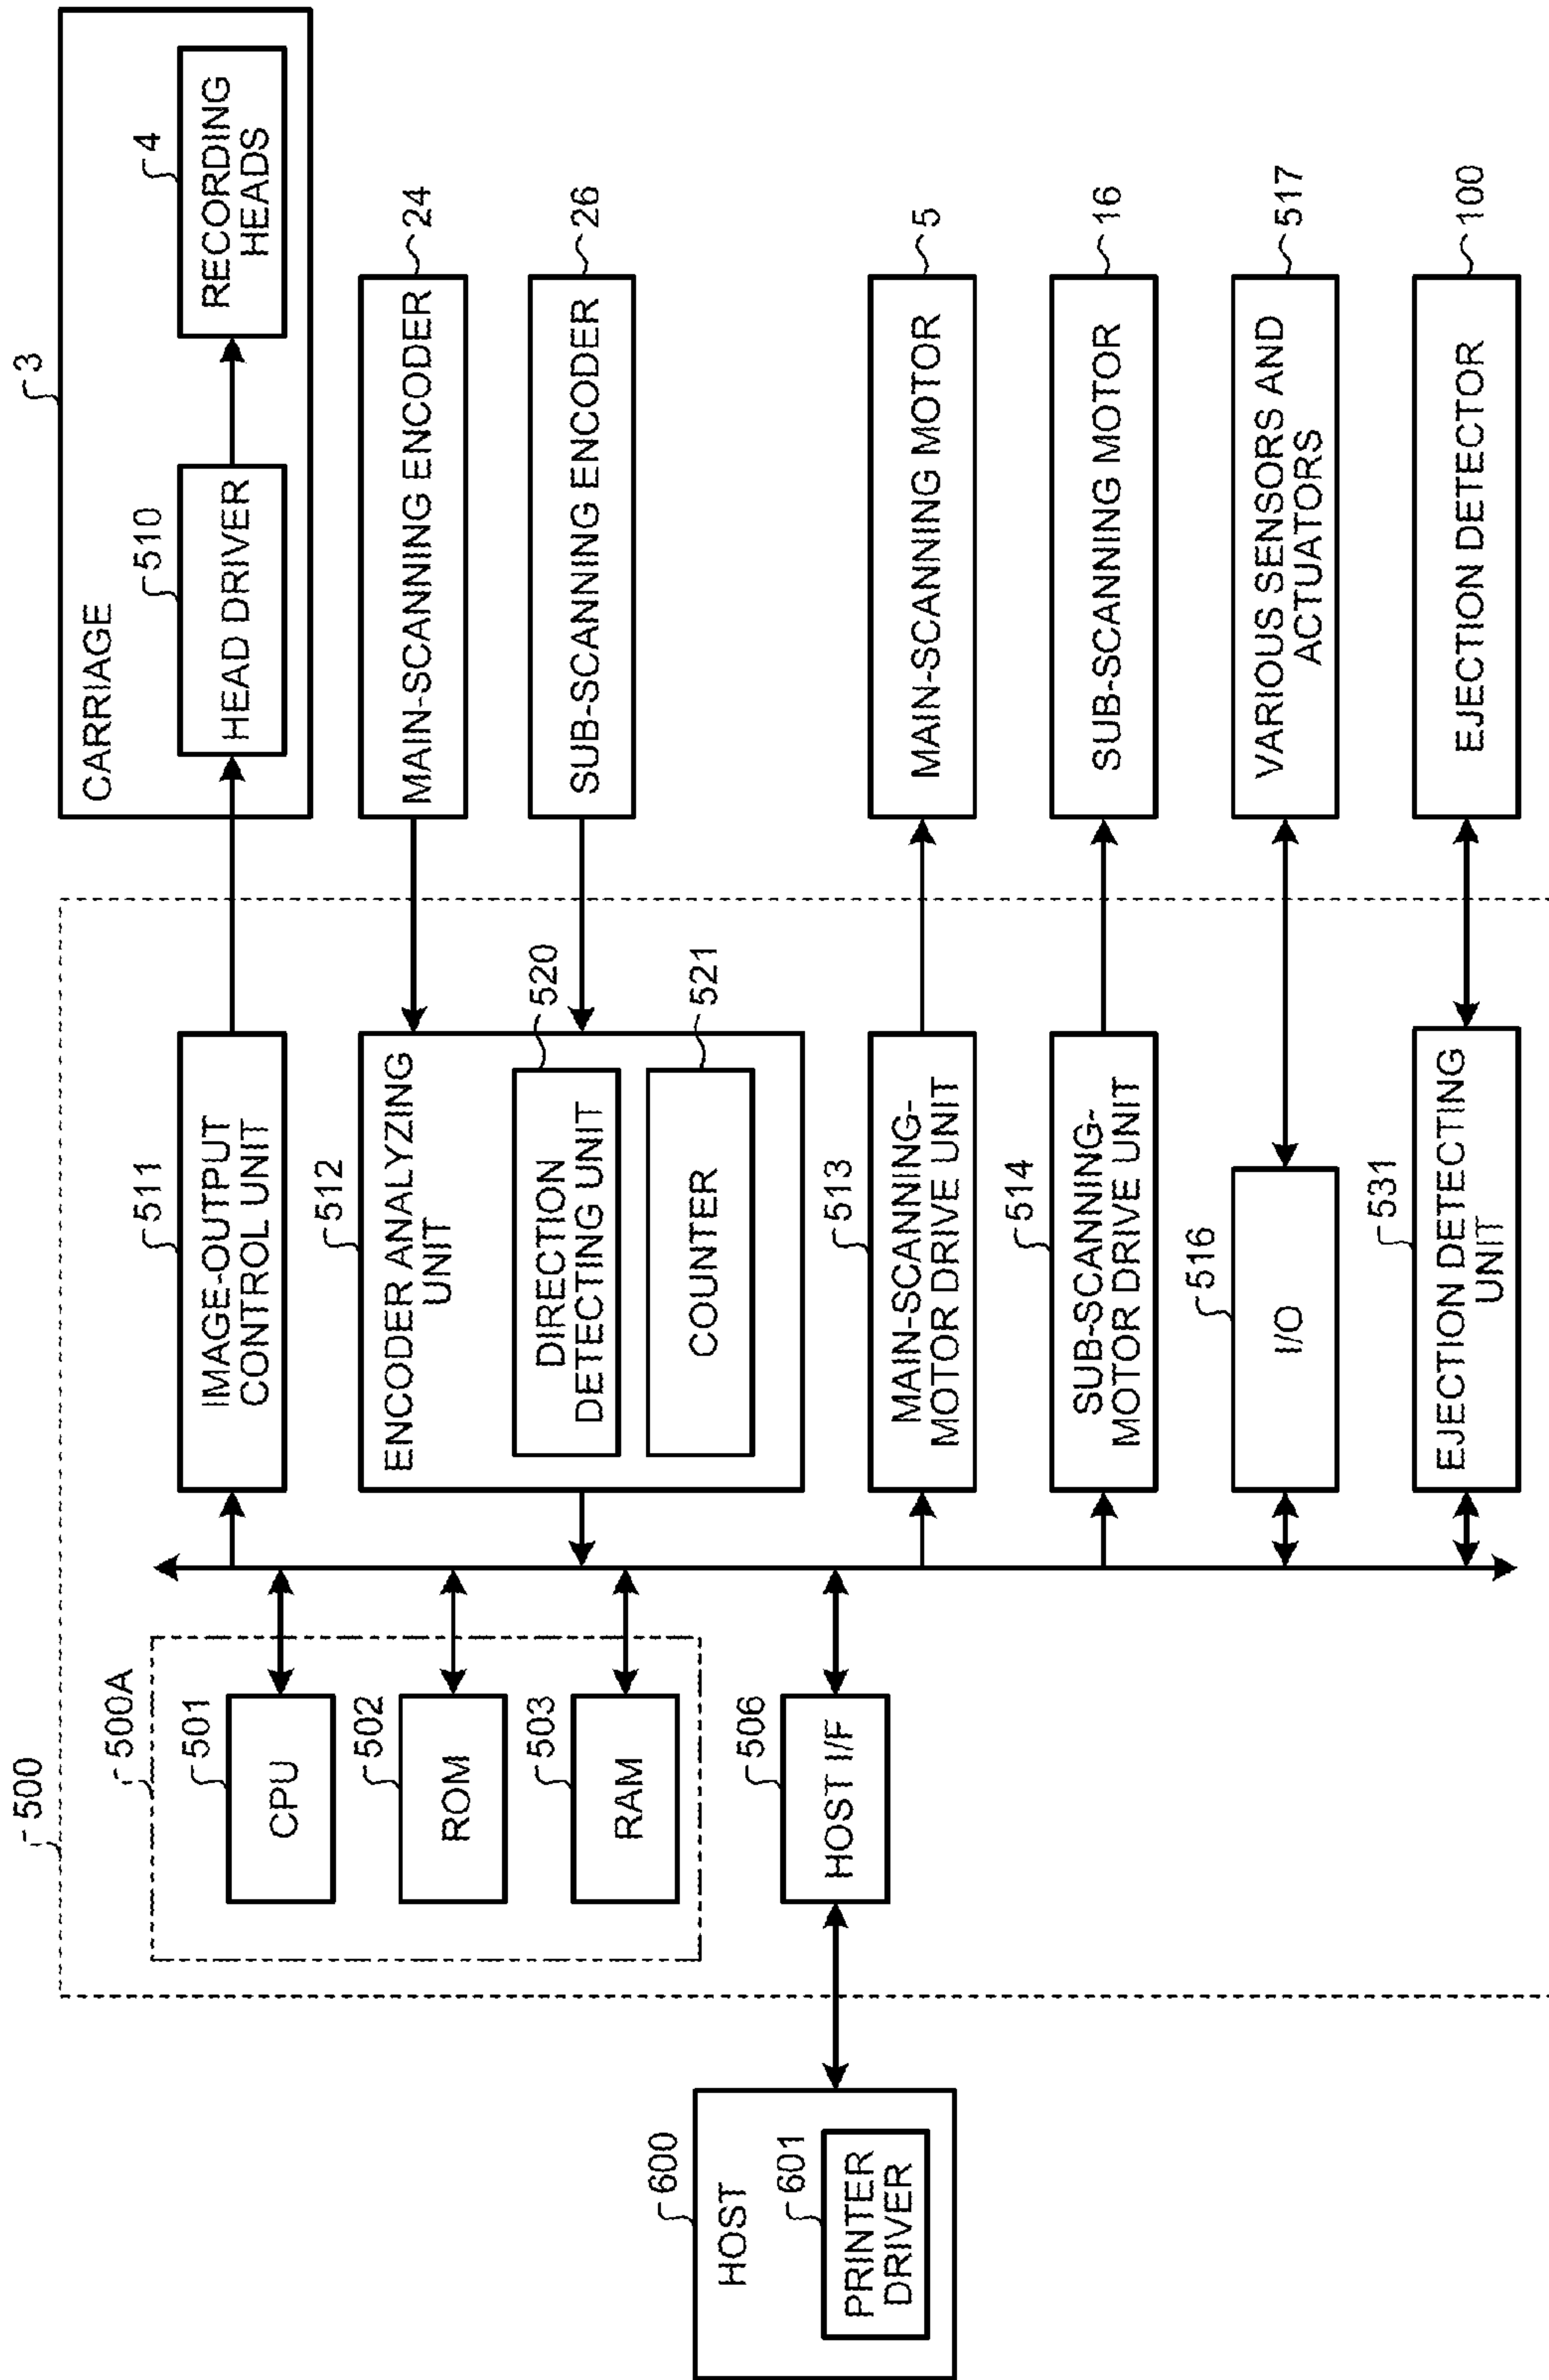 500
500A
501
CPU
502
ROM
503
RAM
506
HOST I/F
600
HOST
601
PRINTER
DRIVER
511
IMAGE-OUTPUT
CONTROL UNIT
512
ENCODER ANALYZING
UNIT
520
DIRECTION
DETECTING UNIT
521
COUNTER
513
MAIN-SCANNING-
MOTOR DRIVE UNIT
514
SUB-SCANNING-
MOTOR DRIVE UNIT
516
I/O
531
EJECTION DETECTING
UNIT
3
CARRIAGE
510
HEAD DRIVER
4
RECORDING
HEADS
MAIN-SCANNING ENCODER
24
SUB-SCANNING ENCODER
26
MAIN-SCANNING MOTOR
5
SUB-SCANNING MOTOR
16
VARIOUS SENSORS AND
ACTUATORS
517
EJECTION DETECTOR
100